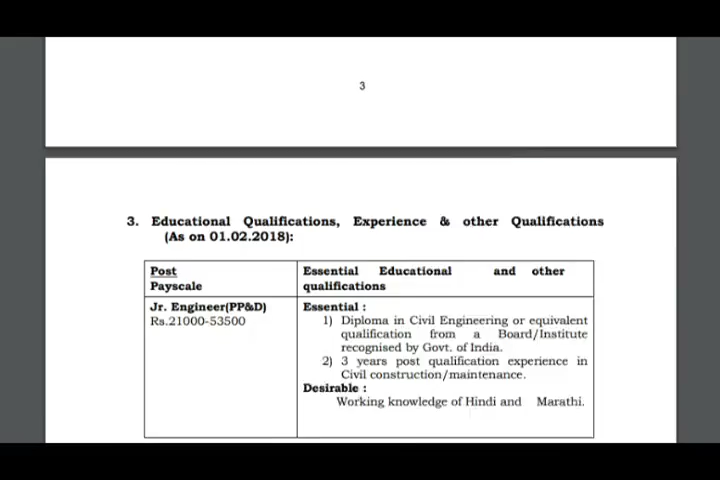 3
3. Educational Qualifications, Experience & other Qualifications
(As on 01.02.2018):
Post
Payscale
Essential Educational and other
qualifications
Jr. Engineer(PP&D)
Rs.21000-53500
Essential :
1) Diploma in Civil Engineering or equivalent
qualification from a Board/Institute
recognised by Govt. of India.
2) 3 years post qualification experience in
Civil construction/maintenance.
Desirable :
Working knowledge of Hindi and Marathi.